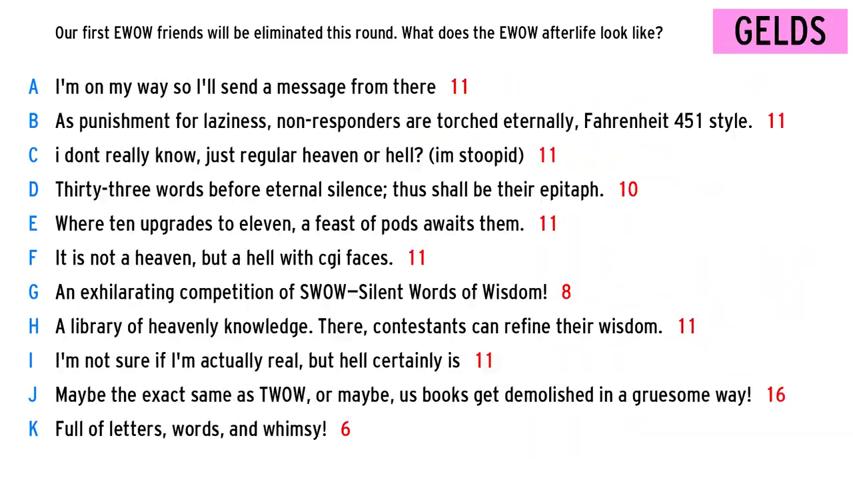 Our first EWOW friends will be eliminated this round. What does the EWOW afterlife look like?
GELDS
A I'm on my way so I'll send a message from there 11
B As punishment for laziness, non-responders are torched eternally, Fahrenheit 451 style. 11
C i dont really know, just regular heaven or hell? (im stoopid) 11
D Thirty-three words before eternal silence; thus shall be their epitaph. 10
E Where ten upgrades to eleven, a feast of pods awaits them. 11
F It is not a heaven, but a hell with cgi faces. 11
G An exhilarating competition of SWOW—Silent Words of Wisdom! 8
H A library of heavenly knowledge. There, contestants can refine their wisdom. 11
I I'm not sure if I'm actually real, but hell certainly is 11
J Maybe the exact same as TWOW, or maybe, us books get demolished in a gruesome way! 16
K Full of letters, words, and whimsy! 6